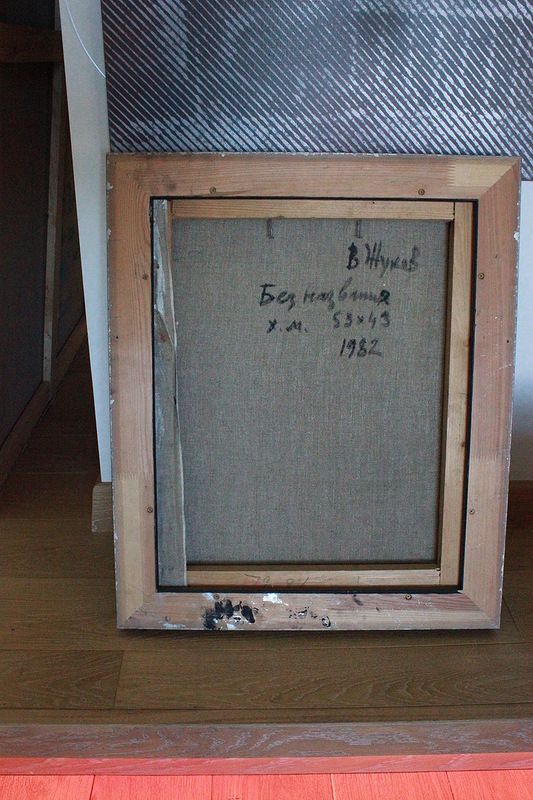 В Жуков
Без названия
х.м. 53×43
1982